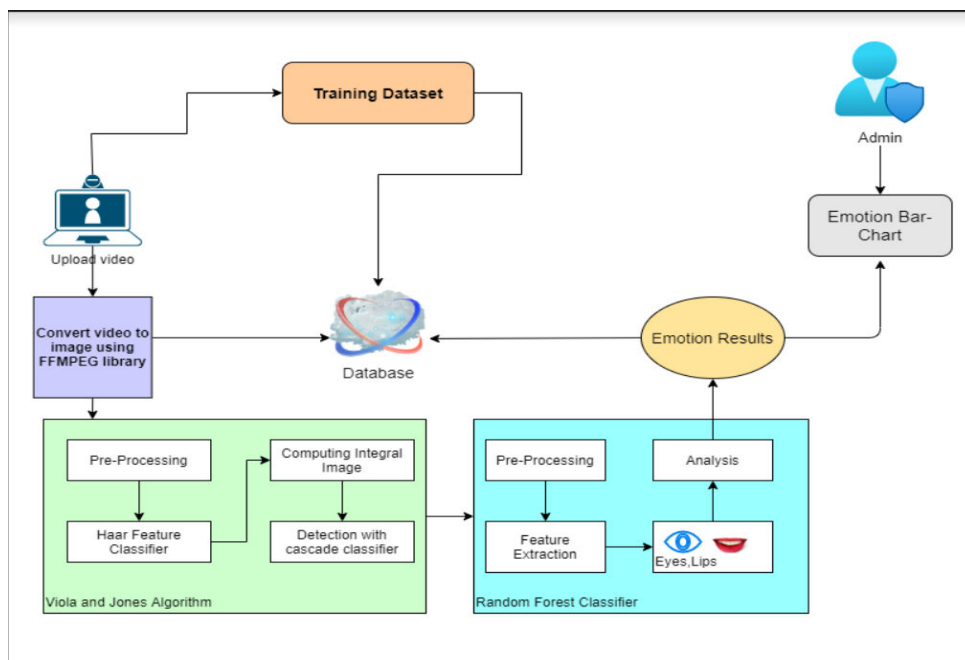 Training Dataset
Admin
Upload video
Emotion Bar-
Chart
Convert video to
image using
FFMPEG library
Database
Emotion Results
Pre-Processing
Computing Integral
Image
Haar Feature
Classifier
Detection with
cascade classifier
Viola and Jones Algorithm
Pre-Processing
Analysis
Feature
Extraction
Eyes,Lips
Random Forest Classifier